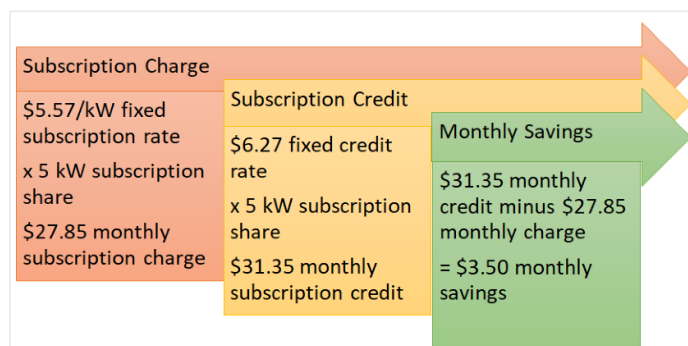 Subscription Charge
$5.57/kW fixed
subscription rate
x 5 kW subscription
share
$27.85 monthly
subscription charge
Subscription Credit
$6.27 fixed credit
rate
x 5 kW subscription
share
$31.35 monthly
subscription credit
Monthly Savings
$31.35 monthly
credit minus $27.85
monthly charge
= $3.50 monthly
savings